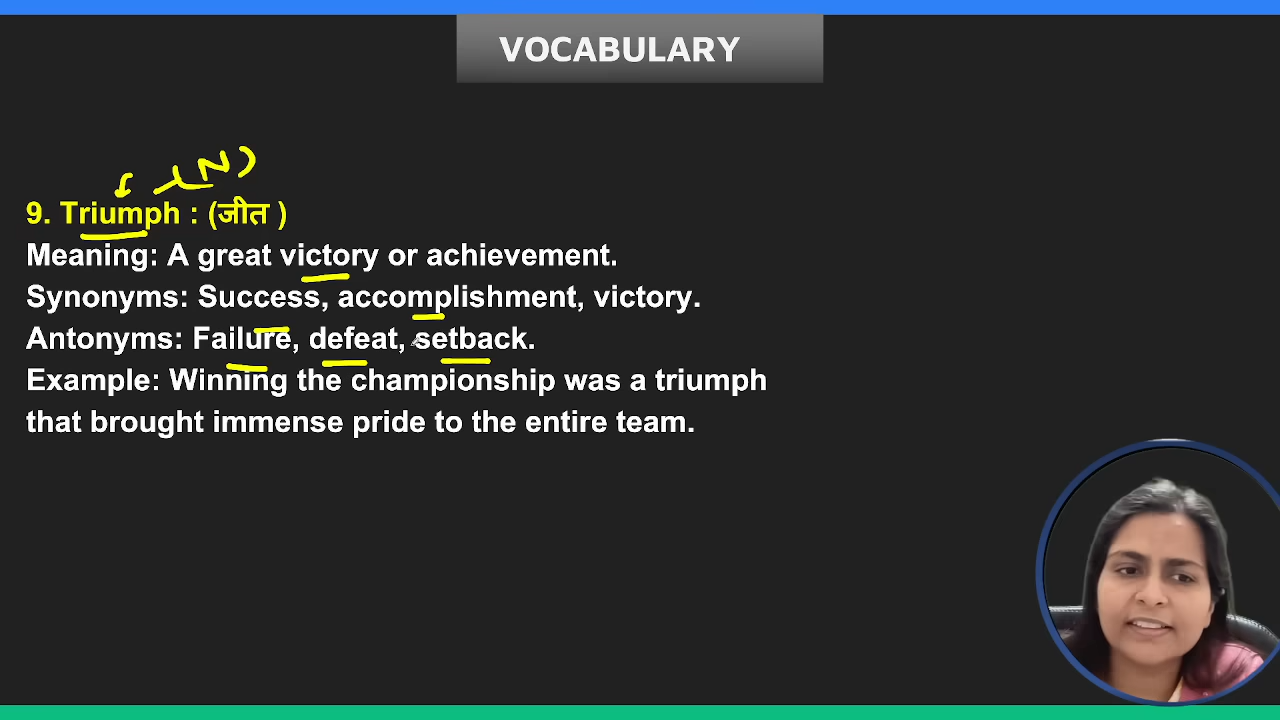 VOCABULARY
(N)
9. Triumph : (जीत )
Meaning: A great victory or achievement.
Synonyms: Success, accomplishment, victory.
Antonyms: Failure, defeat, setback.
Example: Winning the championship was a triumph
that brought immense pride to the entire team.